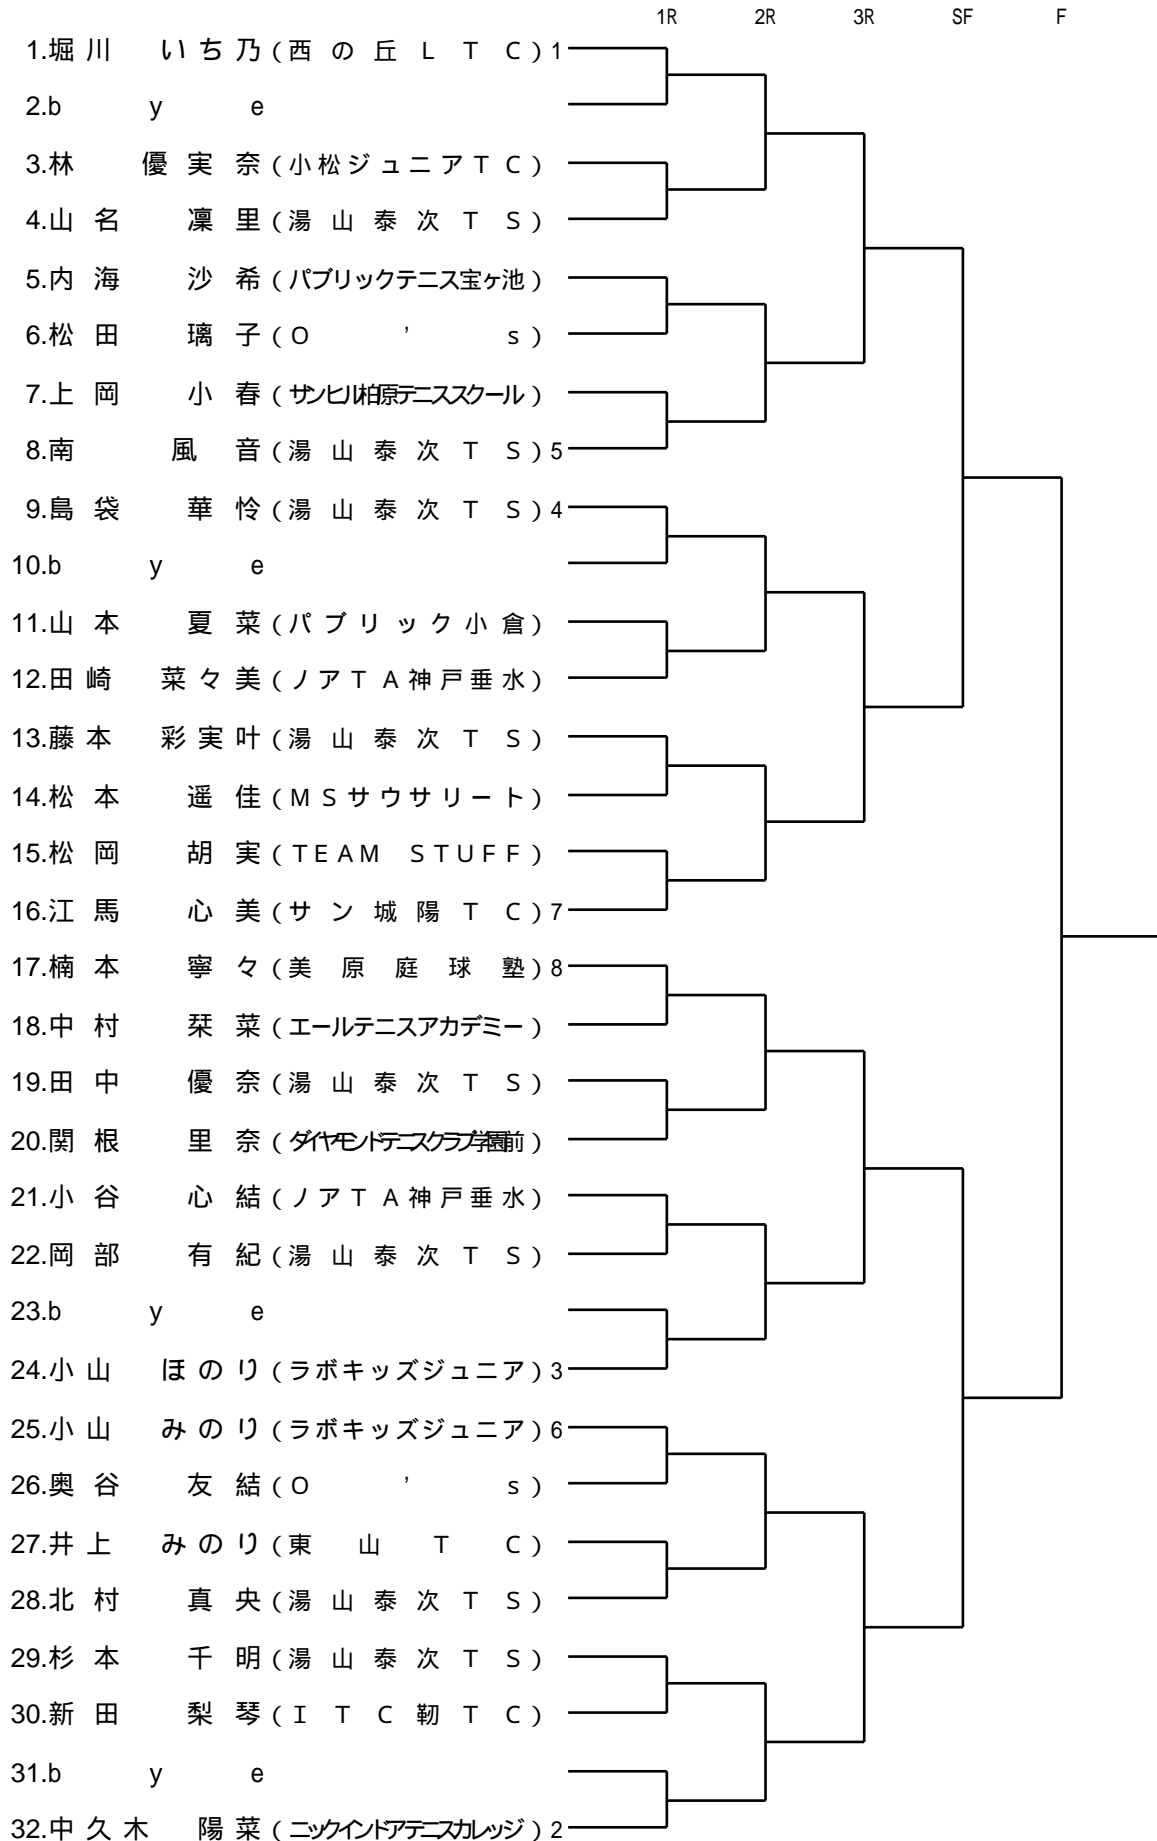 1R 2R 3R SF F
1.堀川 いち乃(西の丘LTC)1
2.bye
3.林 優実奈(小松ジュニアTC)
4.山名 凜里(湯山泰次TS)
5.内海 沙希(パブリックテニス宝ヶ池)
6.松田 璃子(O's)
7.上岡 小春(サンヒル柏原テニススクール)
8.南 風音(湯山泰次TS)5
9.島袋 華怜(湯山泰次TS)4
10.bye
11.山本 夏菜(パブリック小倉)
12.田崎 菜々美(ノアTA神戸垂水)
13.藤本 彩実叶(湯山泰次TS)
14.松本 遥佳(MSサウサリート)
15.松岡 胡実(TEAM STUFF)
16.江馬 心美(サン城陽TC)7
17.楠本 寧々(美原庭球塾)8
18.中村 栞菜(エールテニスアカデミー)
19.田中 優奈(湯山泰次TS)
20.関根 里奈(ダイヤモンドテニスクラブ学園前)
21.小谷 心結(ノアTA神戸垂水)
22.岡部 有紀(湯山泰次TS)
23.bye
24.小山 ほのり(ラボキッズジュニア)3
25.小山 みのり(ラボキッズジュニア)6
26.奥谷 友結(O's)
27.井上 みのり(東山TC)
28.北村 真央(湯山泰次TS)
29.杉本 千明(湯山泰次TS)
30.新田 梨琴(ITC靭TC)
31.bye
32.中久木 陽菜(ニックインドアテニスカレッジ)2